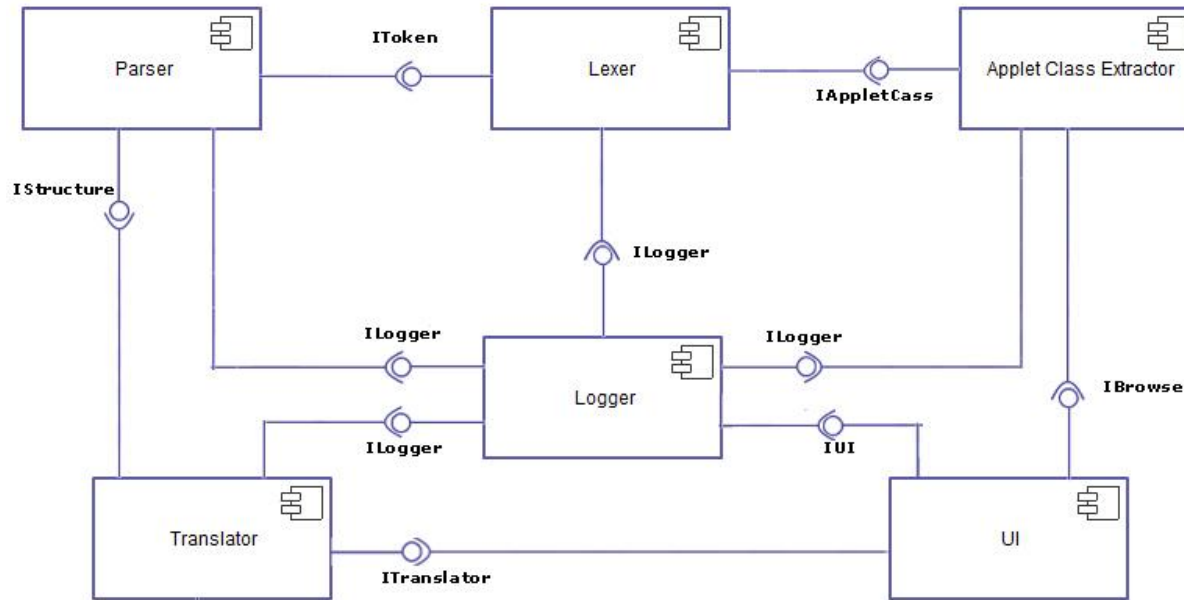 IToken
Parser
Lexer
Applet Class Extractor
IAppletCass
IStructure
ILogger
ILogger
ILogger
Logger
IBrowse
ILogger
IUI
Translator
UI
ITranslator